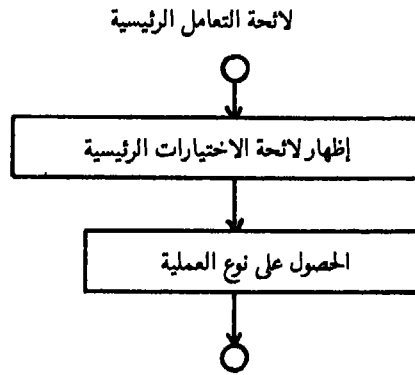 لائحة التعامل الرئيسية
إظهار لائحة الاختيارات الرئيسية
الحصول على نوع العملية